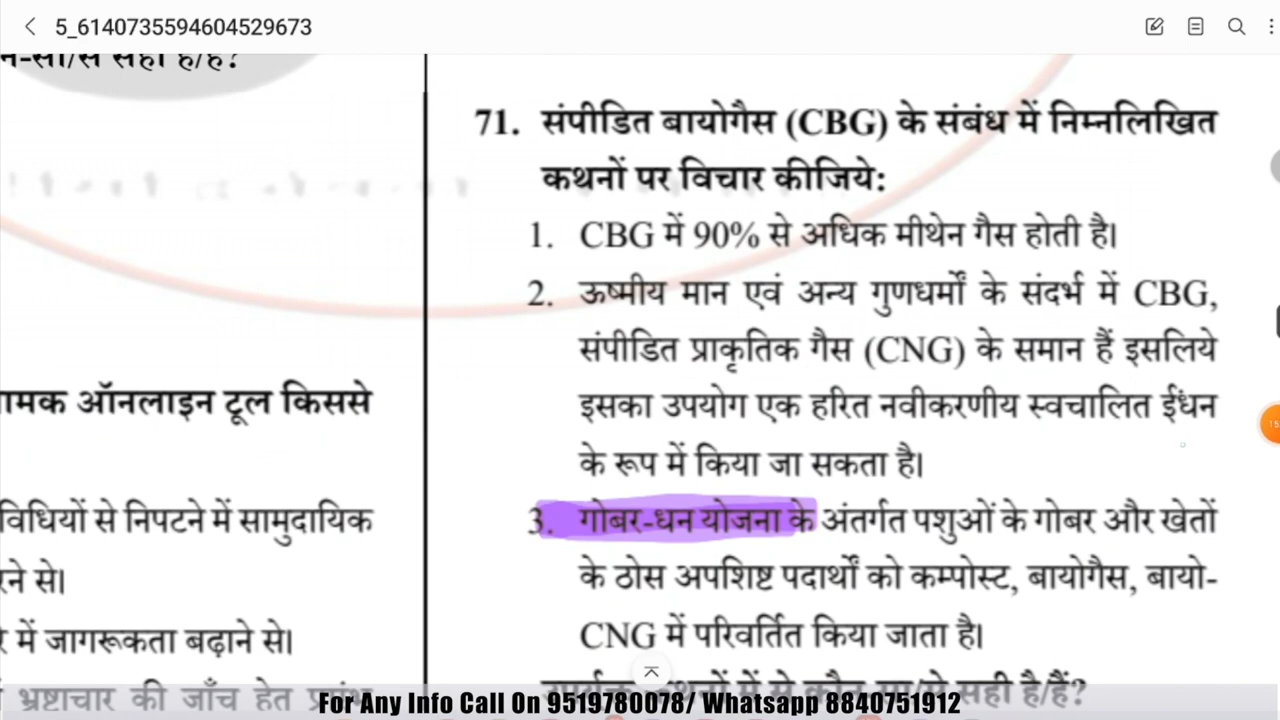 5_6140735594604529673
71. संपीडित बायोगैस (CBG) के संबंध में निम्नलिखित
कथनों पर विचार कीजिये:
1. CBG में 90% से अधिक मीथेन गैस होती है।
2. ऊष्मीय मान एवं अन्य गुणधर्मों के संदर्भ में CBG,
संपीडित प्राकृतिक गैस (CNG) के समान हैं इसलिये
इसका उपयोग एक हरित नवीकरणीय स्वचालित ईंधन
के रूप में किया जा सकता है।
3. गोबर-धन योजना के अंतर्गत पशुओं के गोबर और खेतों
के ठोस अपशिष्ट पदार्थों को कम्पोस्ट, बायोगैस, बायो-
CNG में परिवर्तित किया जाता है।
ऑनलाइन टूल किससे
विधियों से निपटने में सामुदायिक
से।
में जागरूकता बढ़ाने से।
भ्रष्टाचार की जाँच हेतु
For Any Info Call On 9519780078/ Whatsapp 8840751912